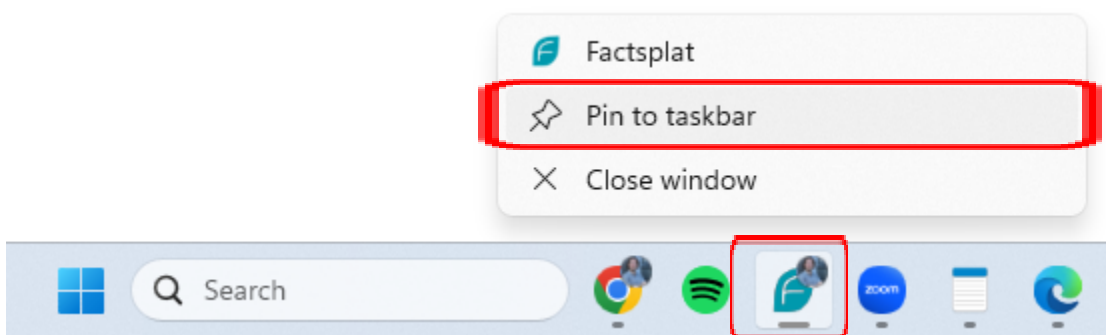 Factsplat
Pin to taskbar
Close window
Search
zoom